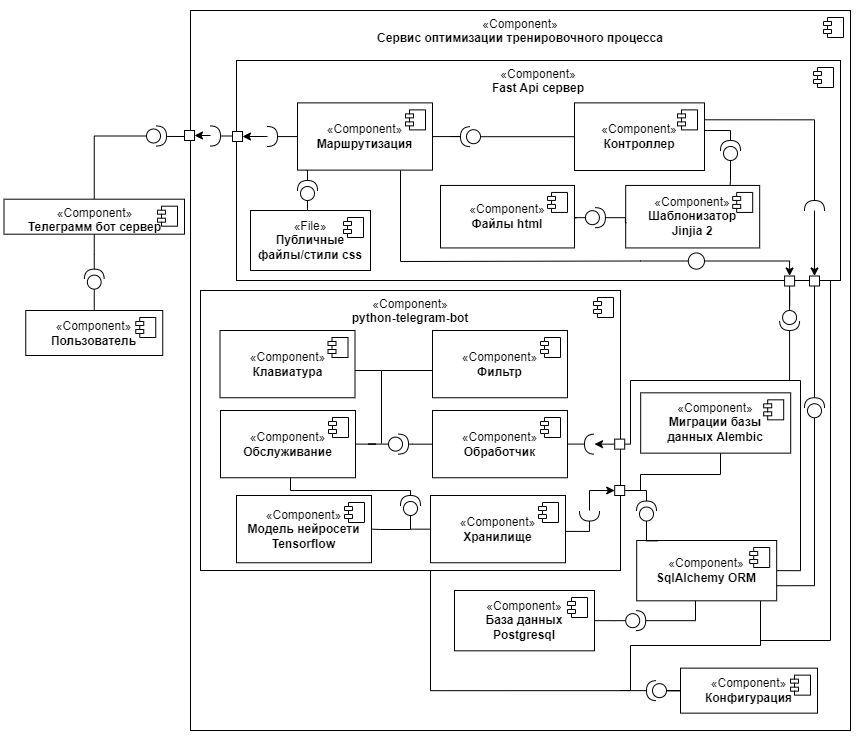 «Component»
Сервис оптимизации тренировочного процесса
«Component»
Fast Api сервер
«Component»
Маршрутизация
«Component»
Контроллер
«Component»
Телеграмм бот сервер
«File»
Публичные
файлы/стили css
«Component»
Файлы html
«Component»
Шаблонизатор
Jinjia 2
«Component»
Пользователь
«Component»
python-telegram-bot
«Component»
Клавиатура
«Component»
Фильтр
«Component»
Обслуживание
«Component»
Обработчик
«Component»
Миграции базы
данных Alembic
«Component»
Модель нейросети
Tensorflow
«Component»
Хранилище
«Component»
SqlAlchemy ORM
«Component»
База данных
Postgresql
«Component»
Конфигурация